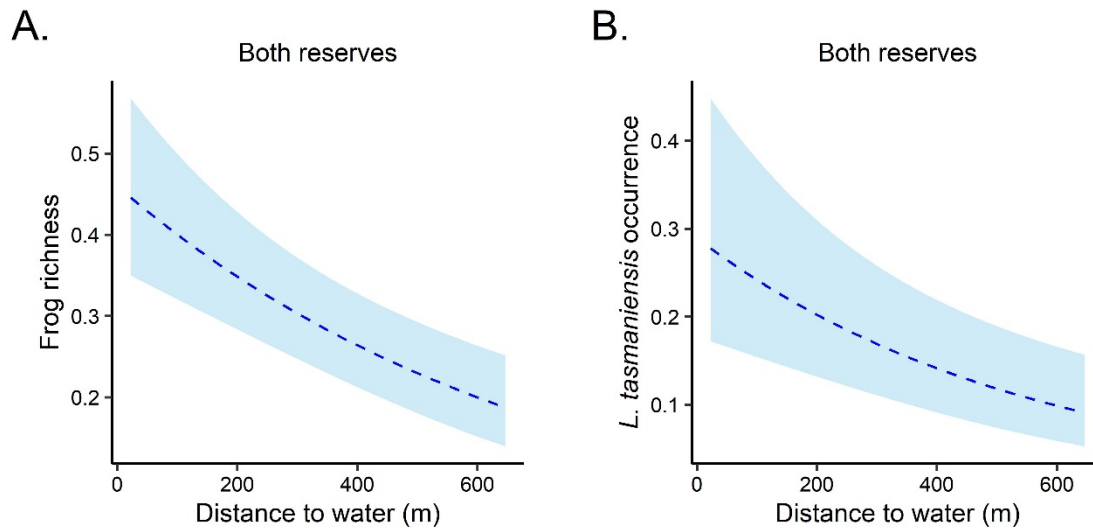 A.
Both reserves
Frog richness
0.5
0.4
0.3
0.2
0
200
400
600
Distance to water (m)
B.
Both reserves
L. tasmaniensis occurrence
0.4
0.3
0.2
0.1
0
200
400
600
Distance to water (m)